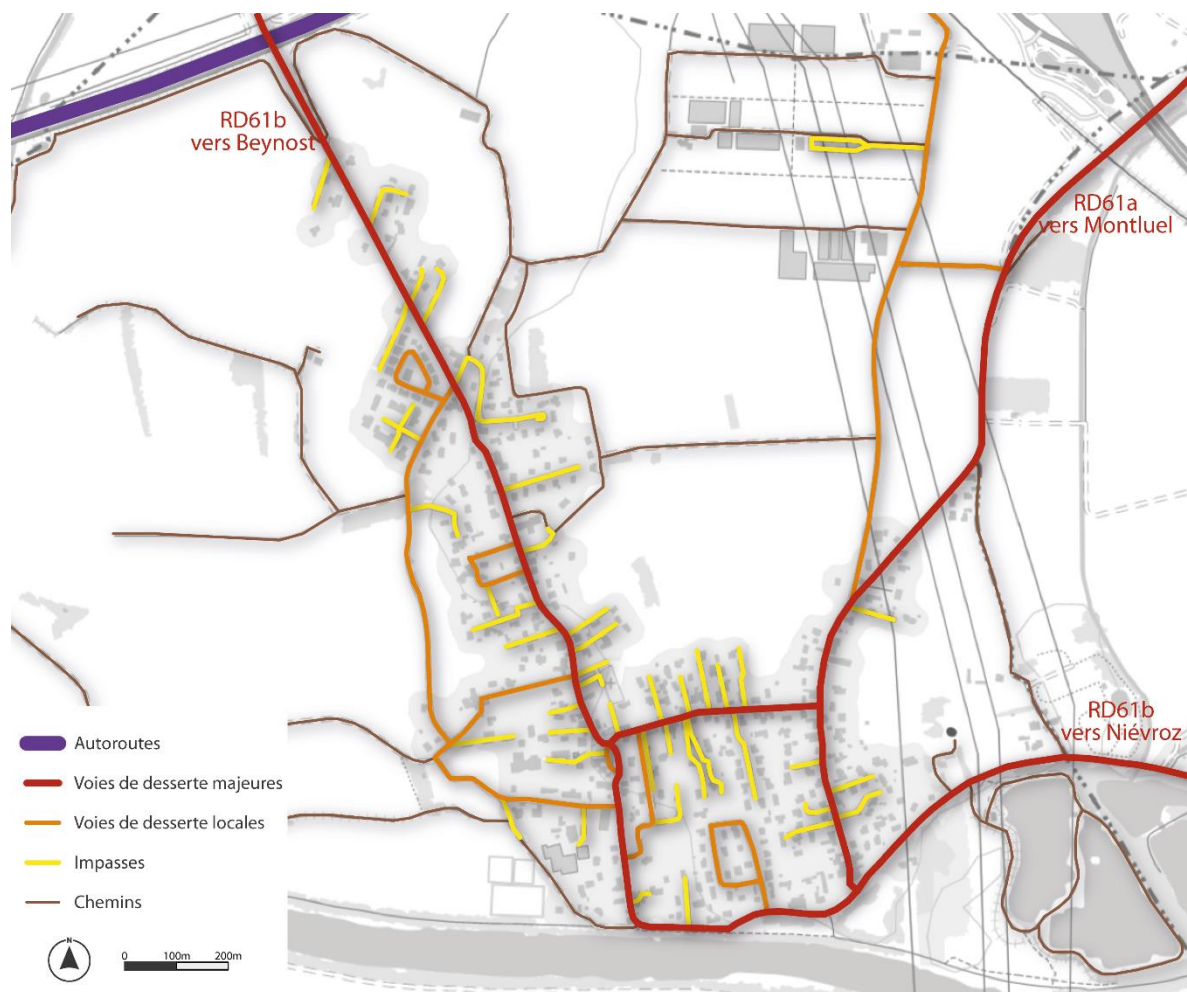 RD61b
vers Beynost
RD61a
vers Montluel
RD61b
vers Niévroz
Autoroutes
Voies de desserte majeures
Voies de desserte locales
Impasses
Chemins
N
0 100m 200m